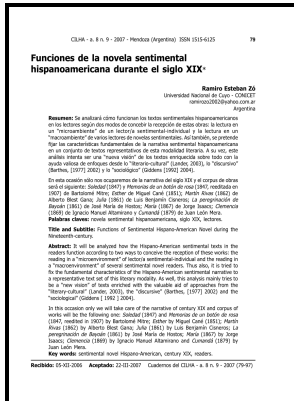 CILHA - a. 8 n. 9 - 2007 - Mendoza (Argentina) ISSN 1515-6125 79
Funciones de la novela sentimental
hispanoamericana durante el siglo XIX*
Ramiro Esteban Zó
Universidad Nacional de Cuyo - CONICET
ramirozo2002@yahoo.com.ar
Argentina
Resumen: Se analizará cómo funcionan los textos sentimentales hispanoamericanos
en los lectores según dos modos de concebir la recepción de estas obras: la lectura
en un "microambiente" de un lector/a sentimental-individual y la lectura en un
"macroambiente" de varios lectores de novelas sentimentales. Así también, se pretende
fijar las características fundamentales de la narrativa sentimental hispanoamericana
en un conjunto de textos representativos de esta modalidad literaria. A su vez, este
análisis intenta ser una "nueva visión" de los textos enriquecida sobre todo con la
ayuda valiosa de enfoques desde lo "literario-cultural" (Lander, 2003), lo "discursivo"
(Barthes, [1977] 2002) y lo "sociológico" (Giddens [1992] 2004).
En esta ocasión sólo nos ocuparemos de la narrativa del siglo XIX y el corpus de obras
será el siguiente: Soledad (1847) y Memorias de un botón de rosa (1847, reeditada en
1907) de Bartolomé Mitre; Esther de Miguel Cané (1851); Martín Rivas (1862) de
Alberto Blest Gana; Julia (1861) de Luis Benjamín Cisneros; La peregrinación de
Bayoán (1861) de José María de Hostos; María (1867) de Jorge Isaacs; Clemencia
(1869) de Ignacio Manuel Altamirano y Cumandá (1879) de Juan León Mera.
Palabras claves: novela sentimental hispanoamericana, siglo XIX, lectores.
Title and Subtitle: Functions of Sentimental Hispano-American Novel during the
Nineteenth-century.
Abstract: It will be analyzed how the Hispano-American sentimental texts in the
readers function according to two ways to conceive the reception of these works: the
reading in a "microenvironment" of lector/a sentimental-individual and the reading in
a "macroenvironment" of several sentimental novel readers. Thus also, it is tried to
fix the fundamental characteristics of the Hispano-American sentimental narrative to
a representative text set of this literary modality. As well, this analysis mainly tries to
be a "new vision" of texts enriched with the valuable aid of approaches from the
"literary-cultural" (Lander, 2003), the "discursive" (Barthes, [1977] 2002) and the
"sociological" (Giddens [ 1992 ] 2004).
In this occasion only we will take care of the narrative of century XIX and corpus of
works will be the following one: Soledad (1847) and Memorias de un botón de rosa
(1847, reedited in 1907) by Bartolomé Mitre; Esther by Miguel Cané (1851); Martín
Rivas (1862) by Alberto Blest Gana; Julia (1861) by Luis Benjamín Cisneros; La
peregrinación de Bayoán (1861) by José María de Hostos; María (1867) by Jorge
Isaacs; Clemencia (1869) by Ignacio Manuel Altamirano and Cumandá (1879) by
Juan León Mera.
Key words: sentimental novel Hispano-American, century XIX, readers.
Recibido: 05-XII-2006 Aceptado: 22-III-2007 Cuadernos del CILHA - a. 8 n. 9 - 2007 (79-97)